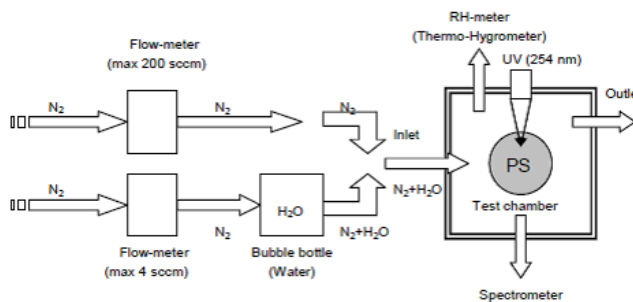 RH-meter
(Thermo-Hygrometer)
Flow-meter
(max 200 sccm)
UV (254 nm)
N2
N2
N2
Outlet
Inlet
PS
N2
N2
H2O
N2+H2O
N2+H2O
Test chamber
Flow-meter
(max 4 sccm)
Bubble bottle
(Water)
Spectrometer